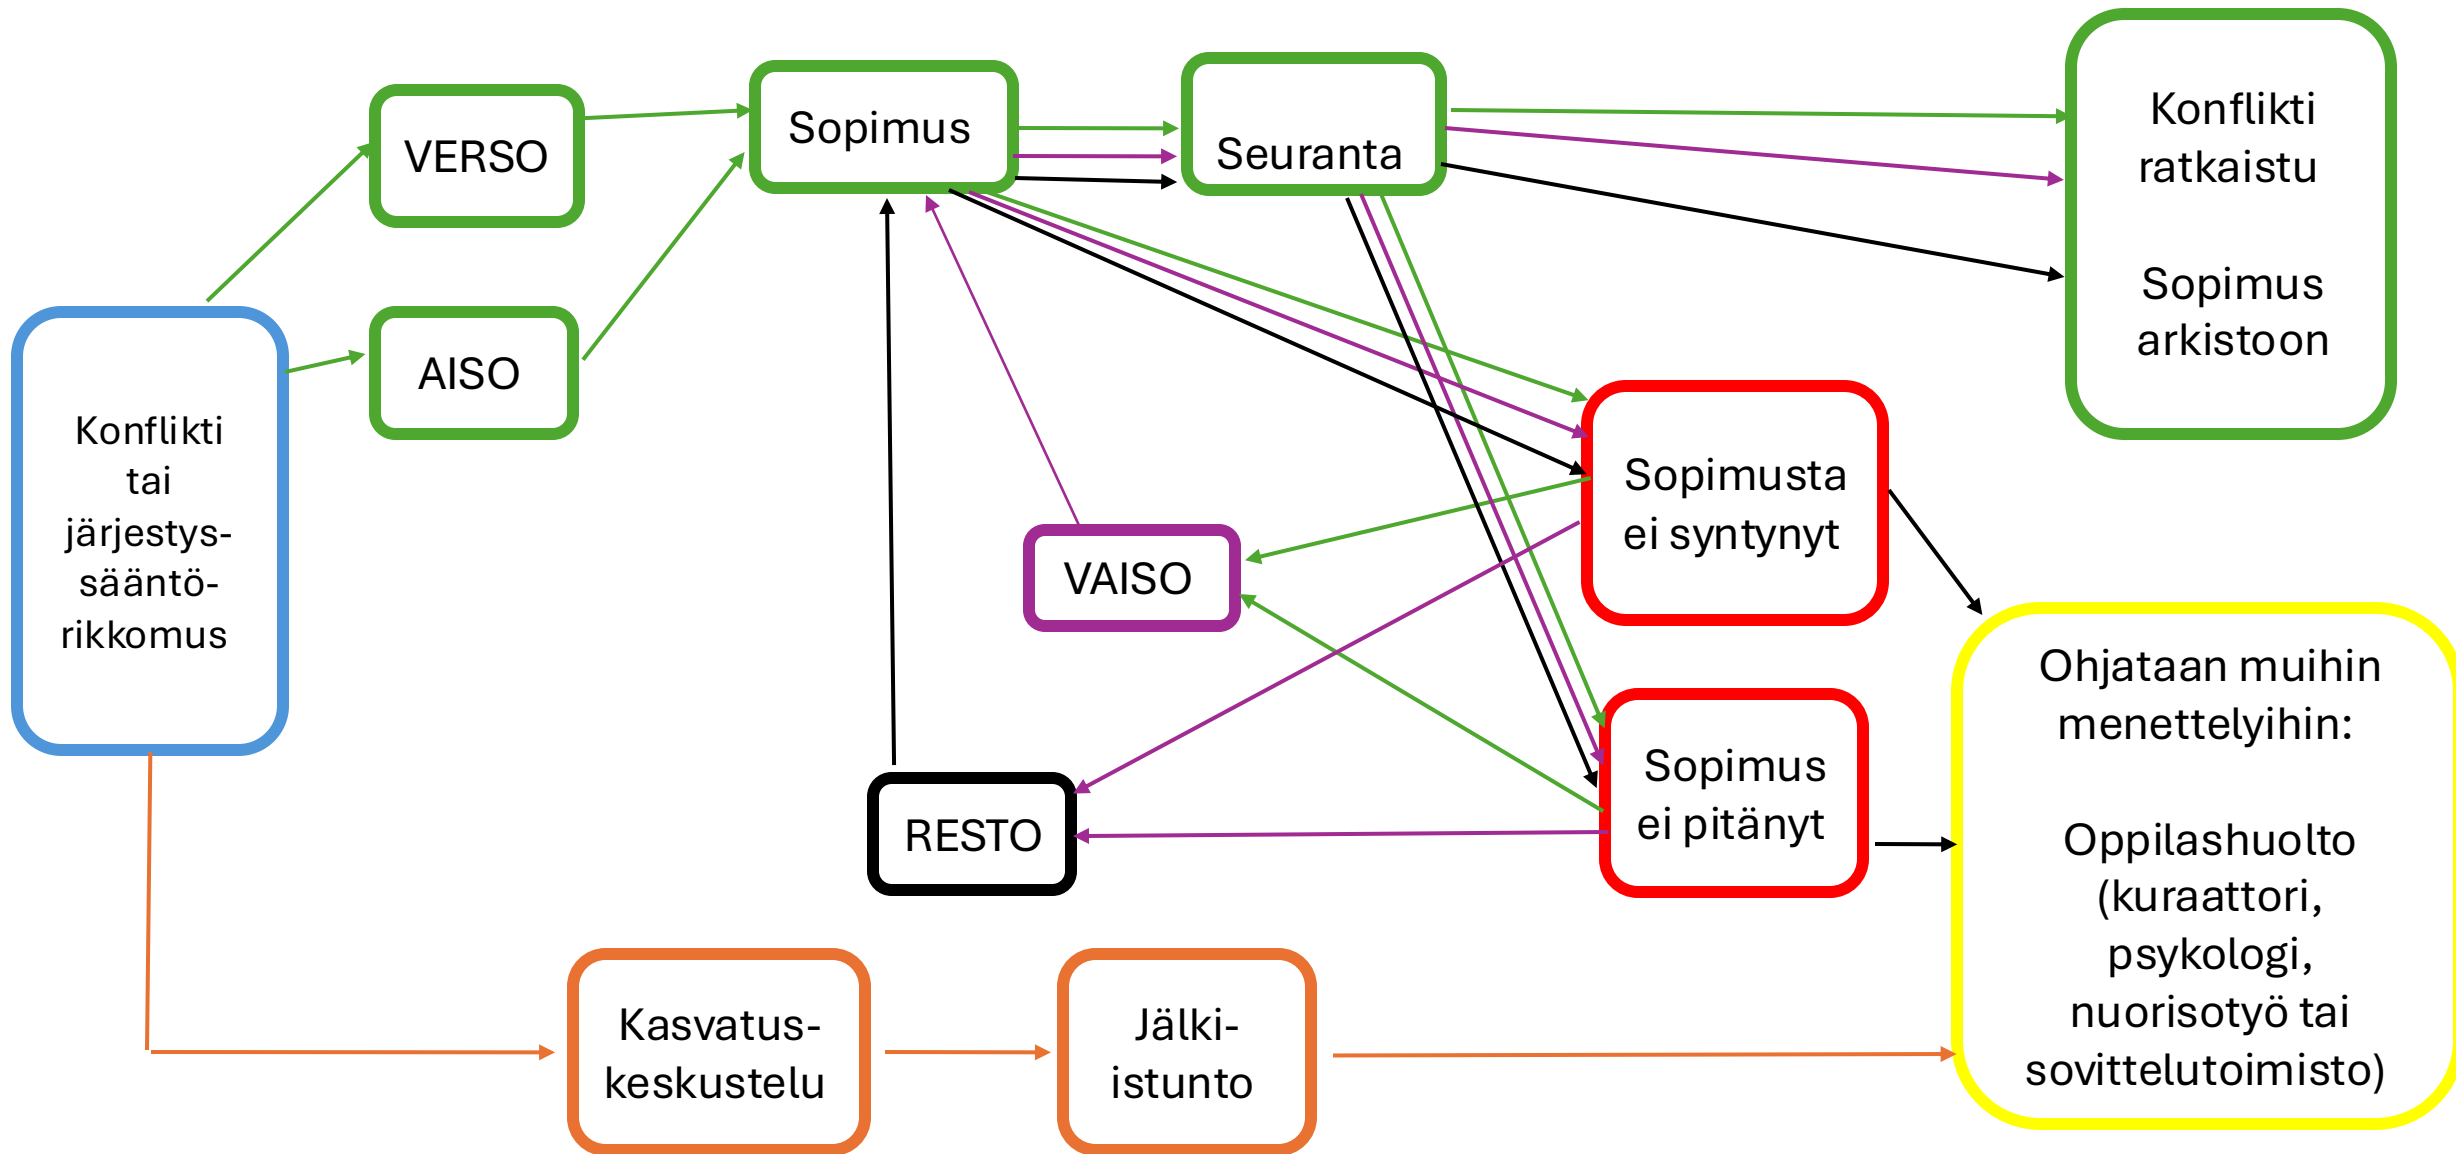 VERSO
Sopimus
Seuranta
Konflikti
ratkaistu
Sopimus
arkistoon
AISO
Konflikti
tai
järjestys-
sääntö-
rikkomus
Sopimusta
ei syntynyt
VAISO
Ohjataan muihin
menettelyihin:
Oppilashuolto
(kuraattori,
psykologi,
nuorisotyö tai
sovittelutoimisto)
Sopimus
ei pitänyt
RESTO
Kasvatus-
keskustelu
Jälki-
istunto